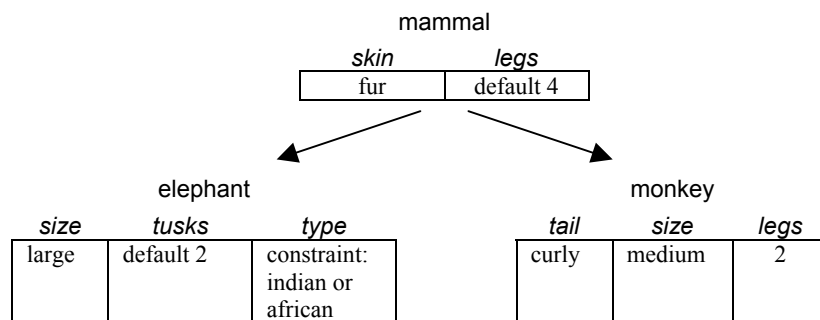 mammal
skin legs
fur default 4
elephant monkey
size tusks type tail size legs
large default 2 constraint: curly medium 2
indian or
african